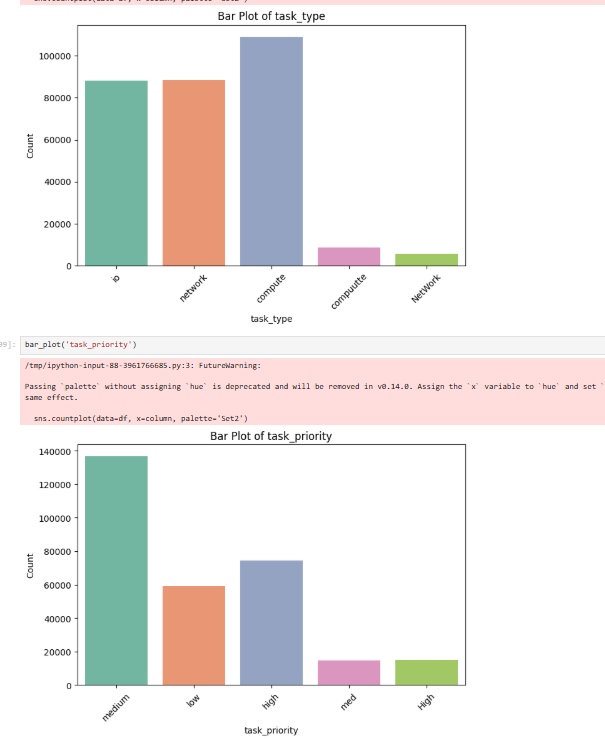 Bar Plot of task_type
100000
80000
60000
40000
20000
0
Count
io
network
compute
compuutte
NetWork
task_type
bar_plot('task_priority')
/tmp/ipython-input-88-3961766685.py:3: FutureWarning:
Passing `palette` without assigning `hue` is deprecated and will be removed in v0.14.0. Assign the `x` variable to `hue` and set `
same effect.
sns.countplot(data=df, x=column, palette='Set2')
Bar Plot of task_priority
140000
120000
100000
80000
60000
40000
20000
0
Count
medium
low
high
med
High
task_priority